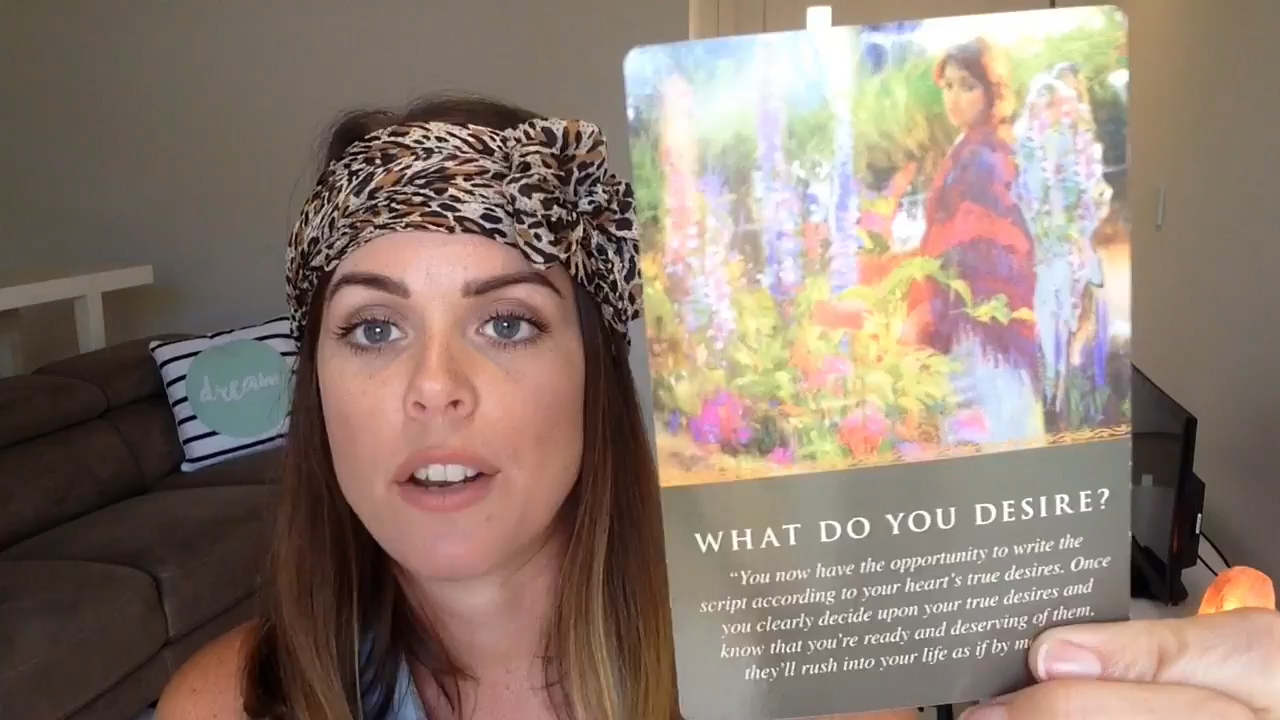 dream
WHAT DO YOU DESIRE?
"You now have the opportunity to write the
script according to your heart's true desires. Once
you clearly decide upon your true desires and
know that you're ready and deserving of them,
they'll rush into your life as if by